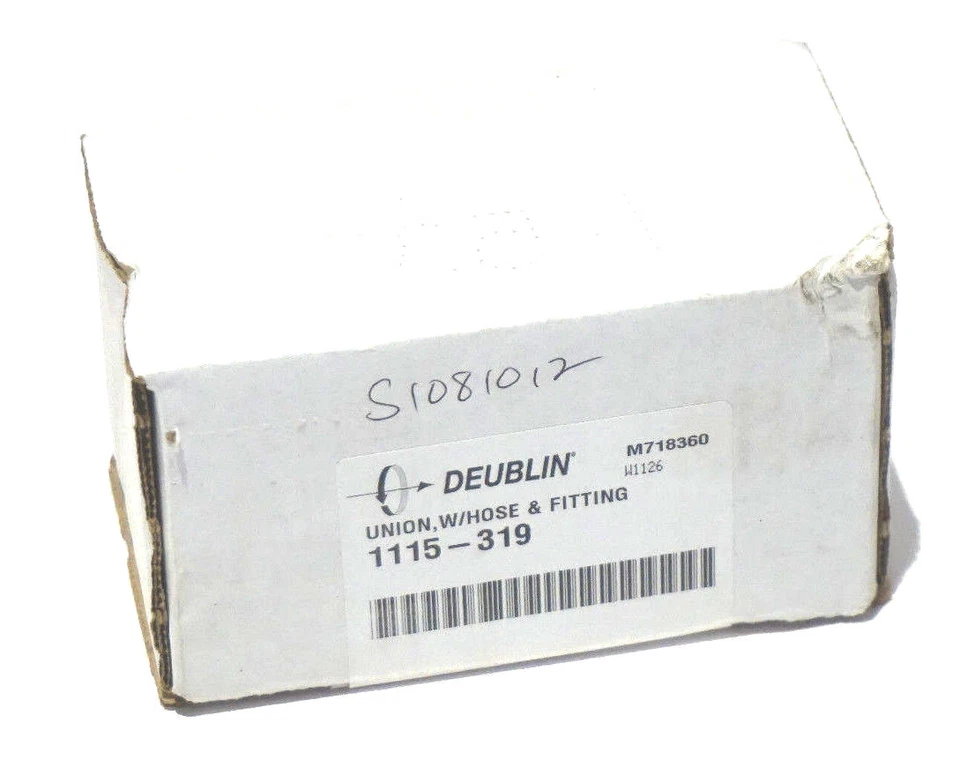 S1081012
DEUBLIN®
M718360
W1126
UNION,W/HOSE & FITTING
1115-319